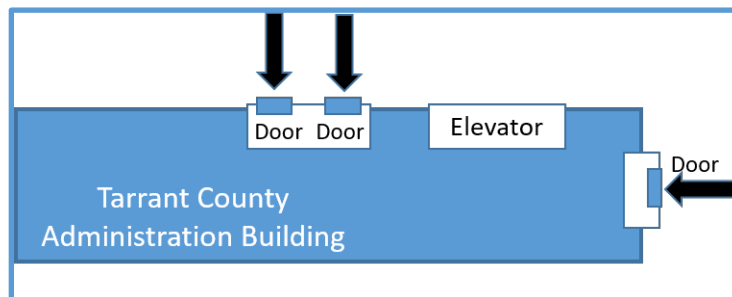 Door Door
Elevator
Door
Tarrant County
Administration Building